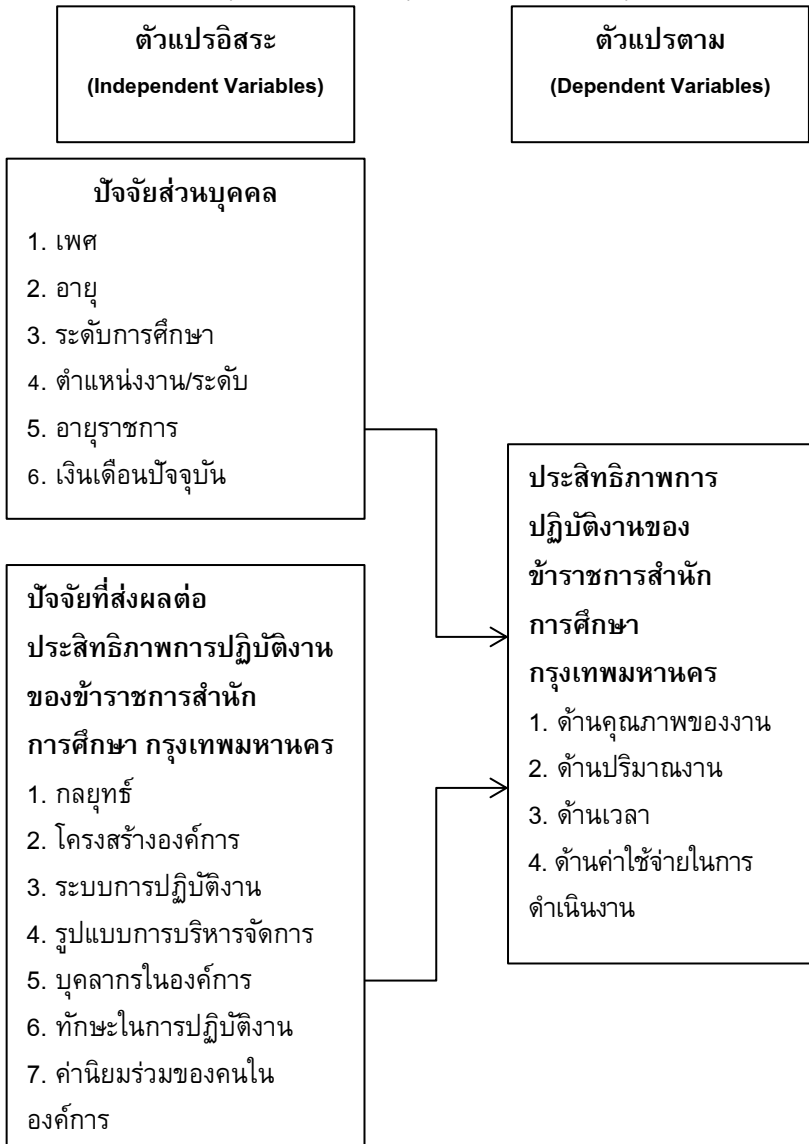 ตัวแปรอิสระ
(Independent Variables)
ตัวแปรตาม
(Dependent Variables)
ปัจจัยส่วนบุคคล
1. เพศ
2. อายุ
3. ระดับการศึกษา
4. ตำแหน่งงาน/ระดับ
5. อายุราชการ
6. เงินเดือนปัจจุบัน
ปัจจัยที่ส่งผลต่อ
ประสิทธิภาพการปฏิบัติงาน
ของข้าราชการสำนัก
การศึกษา กรุงเทพมหานคร
1. กลยุทธ์
2. โครงสร้างองค์การ
3. ระบบการปฏิบัติงาน
4. รูปแบบการบริหารจัดการ
5. บุคลากรในองค์การ
6. ทักษะในการปฏิบัติงาน
7. ค่านิยมร่วมของคนใน
องค์การ
ประสิทธิภาพการ
ปฏิบัติงานของ
ข้าราชการสำนัก
การศึกษา
กรุงเทพมหานคร
1. ด้านคุณภาพของงาน
2. ด้านปริมาณงาน
3. ด้านเวลา
4. ด้านค่าใช้จ่ายในการ
ดำเนินงาน